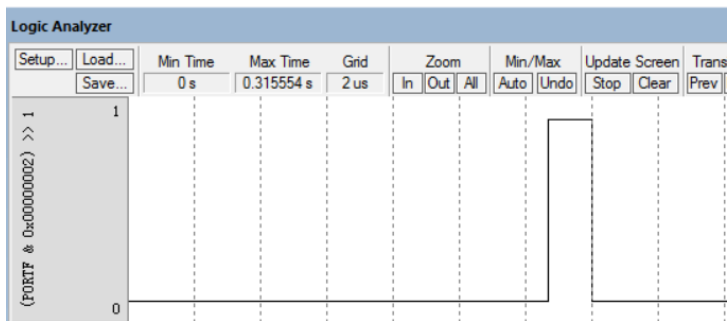 Logic Analyzer
Setup... Load... Min Time Max Time Grid Zoom Min/Max Update Screen Trans
Save... 0 s 0.315554 s 2 us In Out All Auto Undo Stop Clear Prev
1
(PORTF & 0x00000002) >> 1
0